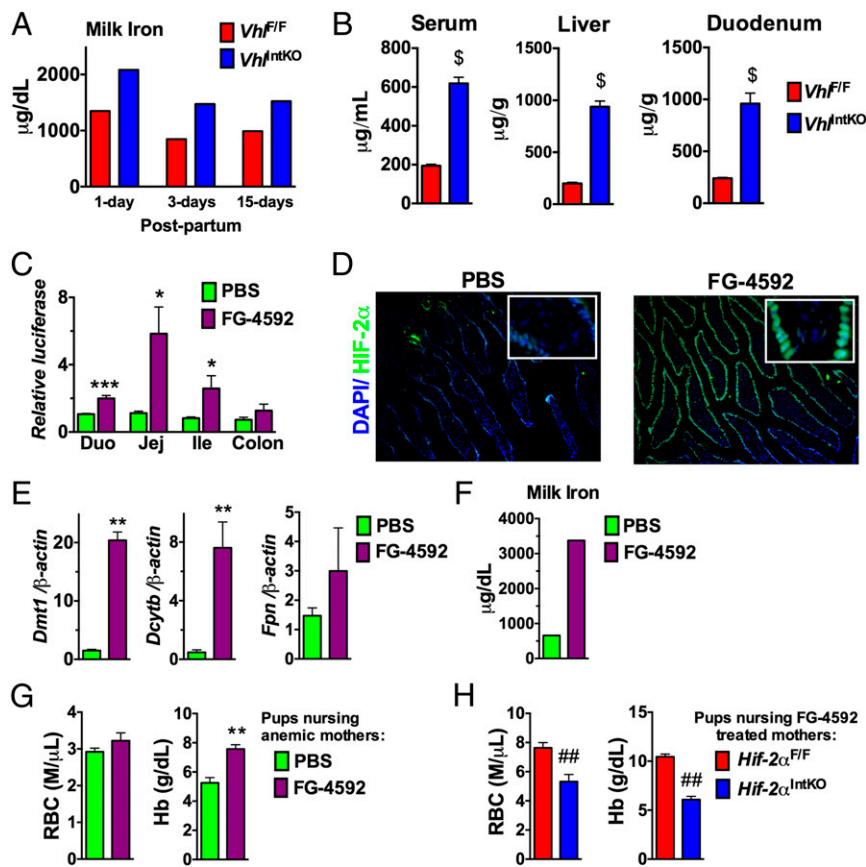 A
Milk Iron
Vhl^F/F
Vhl^IntKO
μg/dL
2000
1000
0
1-day 3-days 15-days
Post-partum
B
Serum Liver Duodenum
μg/mL
800
600
400
200
0
$
μg/g
1500
1000
500
0
$
μg/g
1500
1000
500
0
$
Vhl^F/F
Vhl^IntKO
C
PBS
FG-4592
Relative luciferase
8
4
2
0
*** * *
Duo Jej Ile Colon
D
PBS FG-4592
DAPI/ HIF-2α
E
Dmt1 /β-actin
20
10
0
**
Dcytb /β-actin
8
4
0
**
Fpn /β-actin
5
4
3
2
1
0
PBS
FG-4592
F
Milk Iron
μg/dL
4000
3500
3000
2000
1000
0
PBS
FG-4592
G
RBC (M/μL)
4
3
2
1
0
Hb (g/dL)
10
8
6
4
2
0
**
Pups nursing
anemic mothers:
PBS
FG-4592
H
RBC (M/μL)
10
8
6
4
2
0
##
Hb (g/dL)
15
10
5
0
##
Pups nursing FG-4592
treated mothers:
Hif-2α^F/F
Hif-2α^IntKO